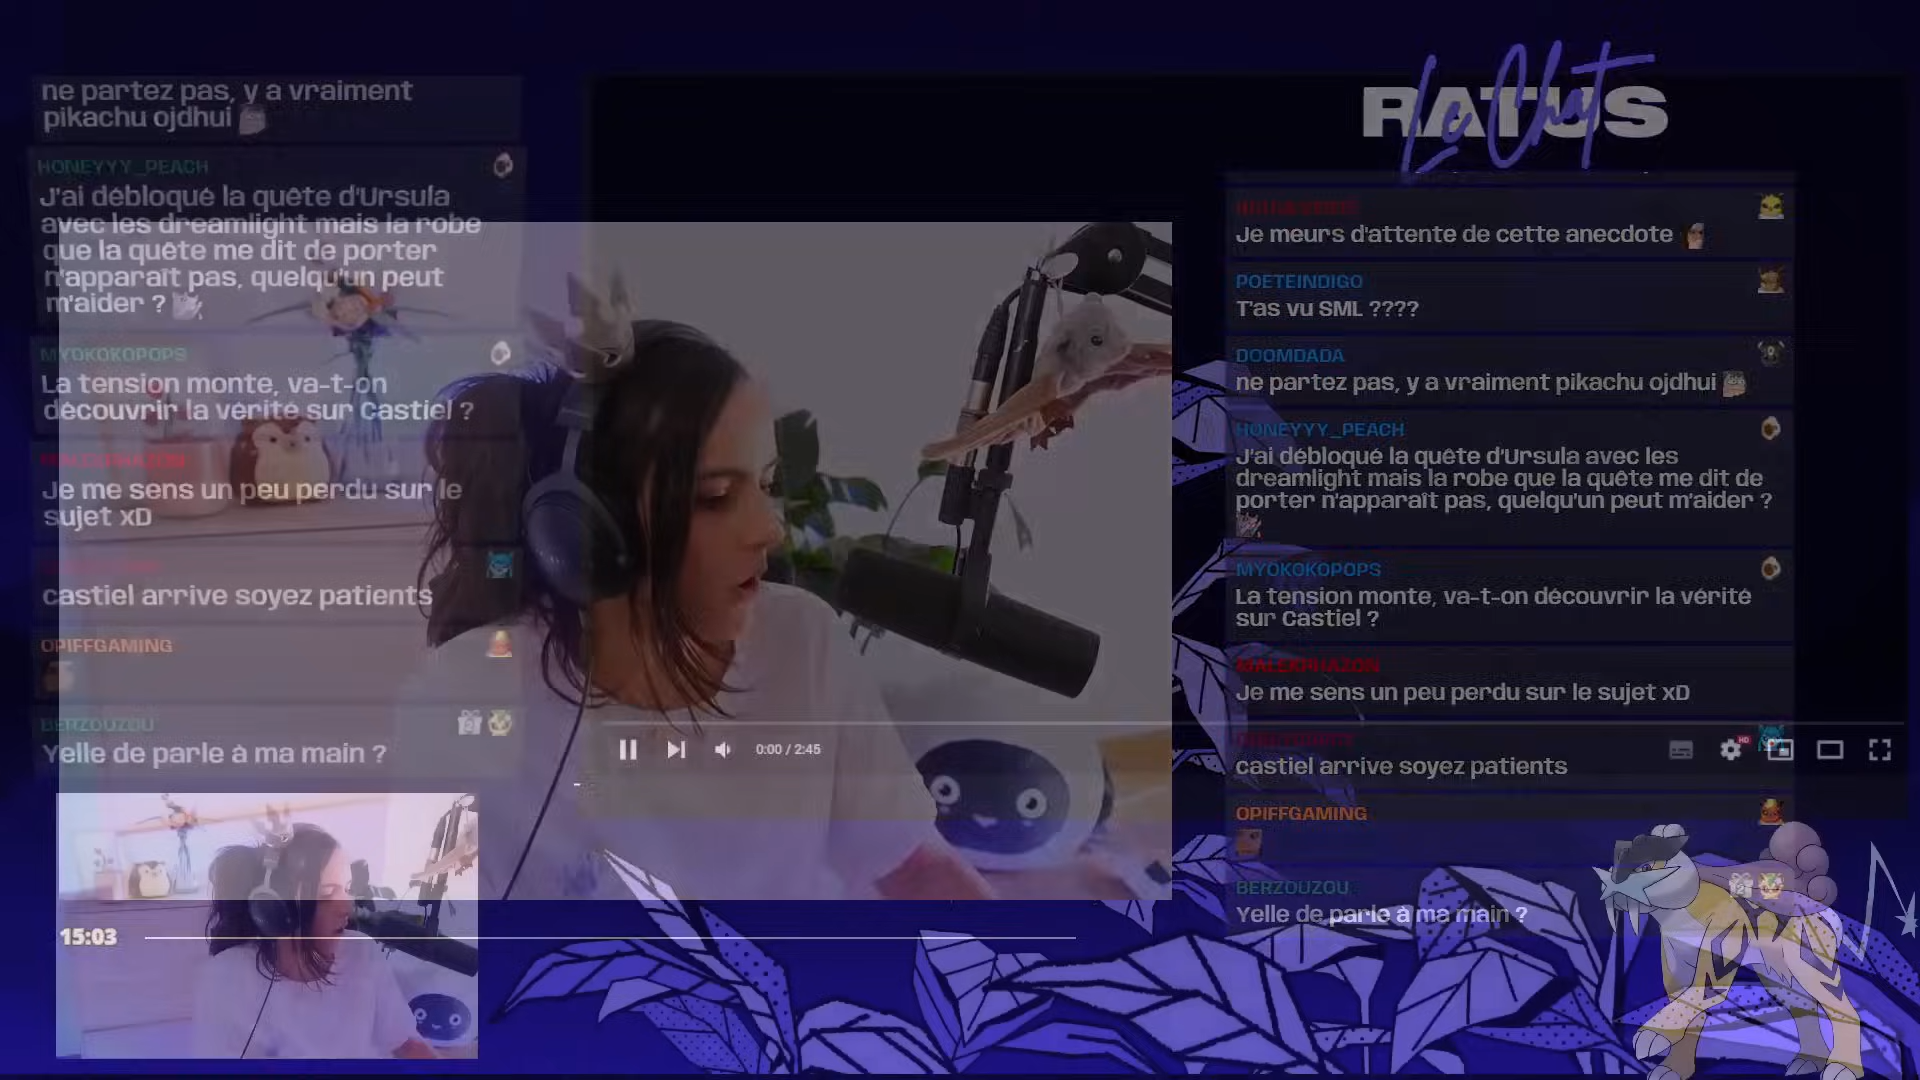 ne partez pas, y a vraiment
pikachu ojdhui
HONEYYY_PEACH
J'ai débloqué la quête d'Ursula
avec les dreamlight mais la robe
que la quête me dit de porter
n'apparaît pas, quelqu'un peut
m'aider ?
MYOKOKOPOPS
La tension monte, va-t-on
découvrir la vérité sur Castiel ?
Je me sens un peu perdu sur le
sujet xD
castiel arrive soyez patients
OPIFFGAMING
BERZOUZOU
Yelle de parle à ma main ?
15:03
0:00 / 2:45
HD
RATUS
Le Chat
Je meurs d'attente de cette anecdote
POETEINDIGO
T'as vu SML ????
DOOMDADA
ne partez pas, y a vraiment pikachu ojdhui
HONEYYY_PEACH
J'ai débloqué la quête d'Ursula avec les
dreamlight mais la robe que la quête me dit de
porter n'apparaît pas, quelqu'un peut m'aider ?
MYOKOKOPOPS
La tension monte, va-t-on découvrir la vérité
sur Castiel ?
Je me sens un peu perdu sur le sujet xD
castiel arrive soyez patients
OPIFFGAMING
BERZOUZOU
Yelle de parle à ma main ?